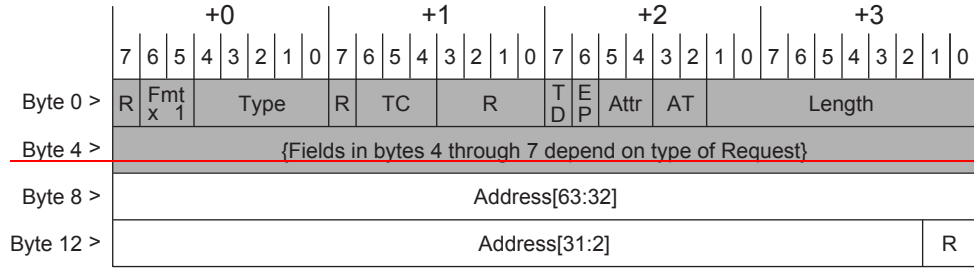 +0 +1 +2 +3
7 6 5 4 3 2 1 0 7 6 5 4 3 2 1 0 7 6 5 4 3 2 1 0 7 6 5 4 3 2 1 0
Byte 0 > R Fmt x 1 Type R TC R TD EP Attr AT Length
Byte 4 > {Fields in bytes 4 through 7 depend on type of Request}
Byte 8 > Address[63:32]
Byte 12 > Address[31:2] R